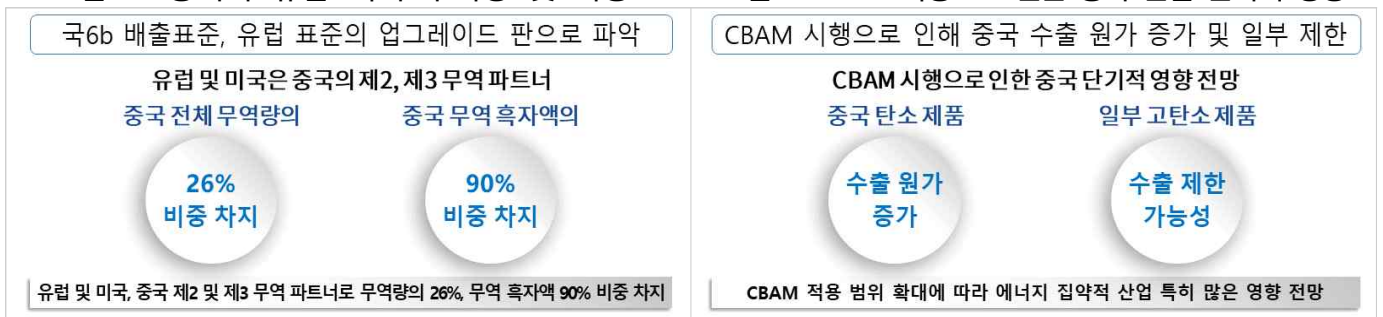 국6b 배출표준, 유럽 표준의 업그레이드 판으로 파악
유럽 및 미국은 중국의 제2, 제3 무역 파트너
중국 전체 무역량의
중국 무역 흑자액의
26%
비중 차지
90%
비중 차지
유럽 및 미국, 중국 제2 및 제3 무역 파트너로 무역량의 26%, 무역 흑자액 90% 비중 차지
CBAM 시행으로 인해 중국 수출 원가 증가 및 일부 제한
CBAM 시행으로 인한 중국 단기적 영향 전망
중국 탄소 제품
일부 고탄소 제품
수출 원가
증가
수출 제한
가능성
CBAM 적용 범위 확대에 따라 에너지 집약적 산업 특히 많은 영향 전망